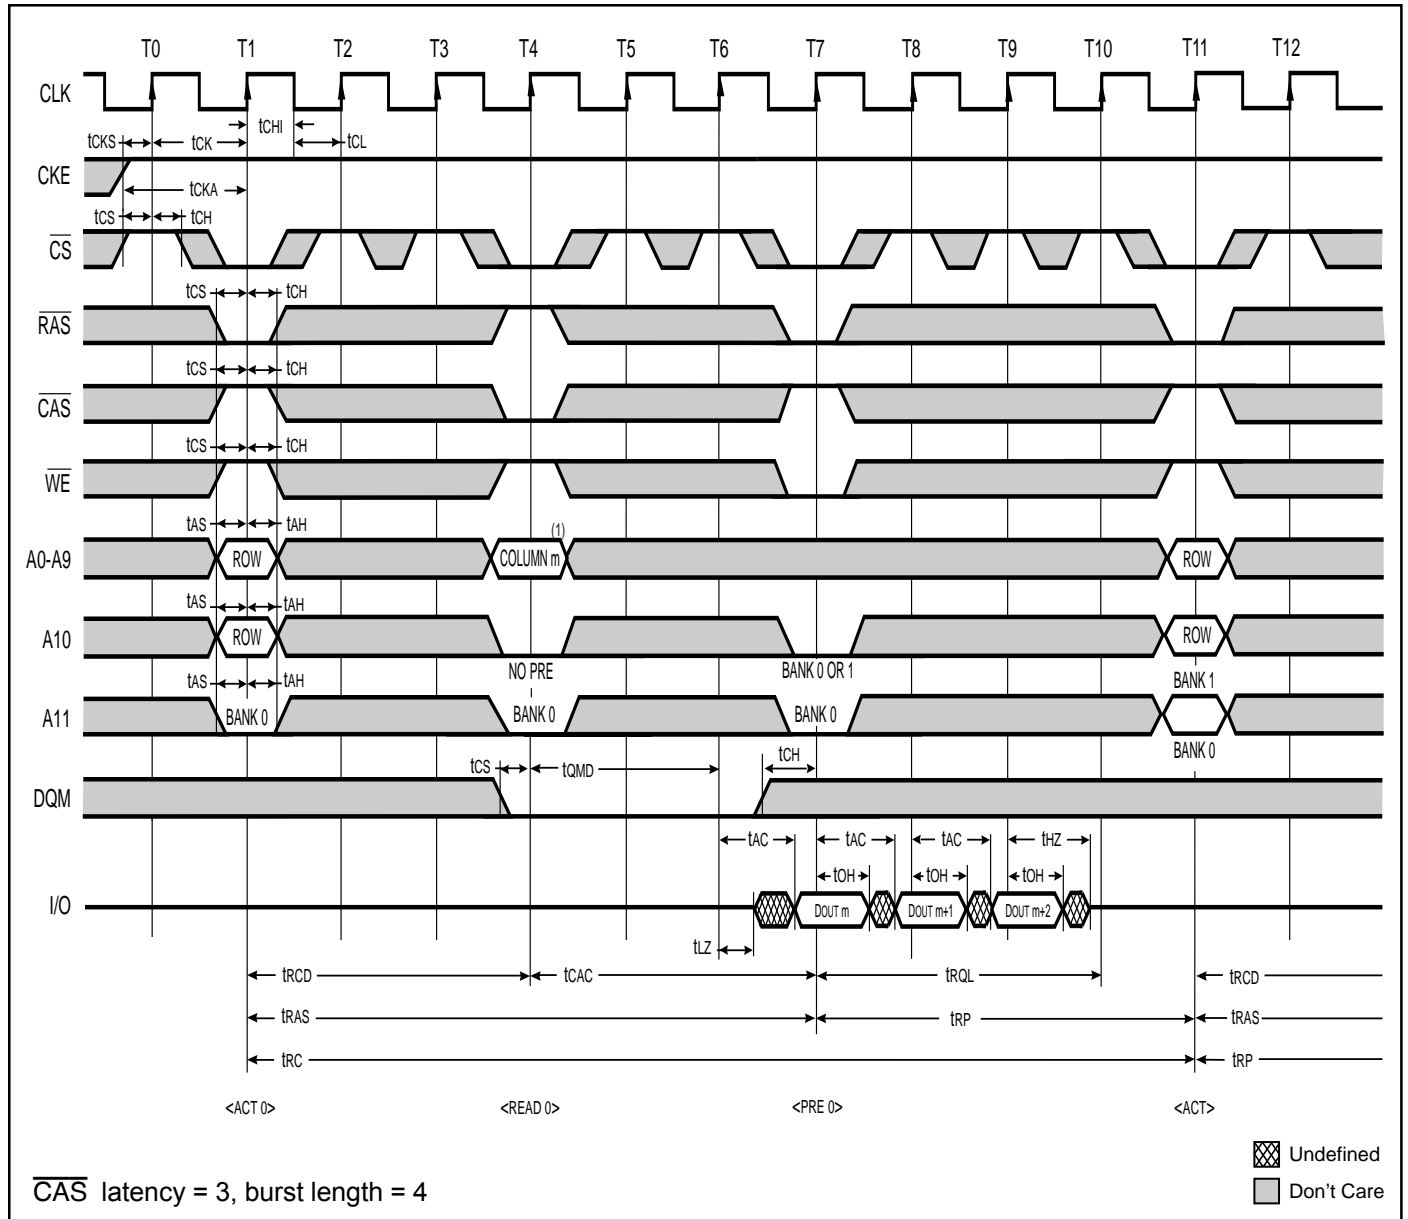 T0 T1 T2 T3 T4 T5 T6 T7 T8 T9 T10 T11 T12
CLK
tCHI
tCKS tCK tCL
CKE
tCKA
tCS tCH
CS
tCS tCH
RAS
tCS tCH
CAS
tCS tCH
WE
tAS tAH (1)
A0-A9 ROW COLUMN m ROW
tAS tAH
A10 ROW ROW
NO PRE BANK 0 OR 1 BANK 1
tAS tAH
A11 BANK 0 BANK 0 BANK 0
BANK 0
tCH
tCS tQMD
DQM
tAC tAC tAC tHZ
tOH tOH tOH
I/O DOUT m DOUT m+1 DOUT m+2
tLZ
tRCD tCAC tRQL tRCD
tRAS tRP tRAS
tRC tRP
<ACT 0> <READ 0> <PRE 0> <ACT>
Undefined
CAS latency = 3, burst length = 4
Don't Care